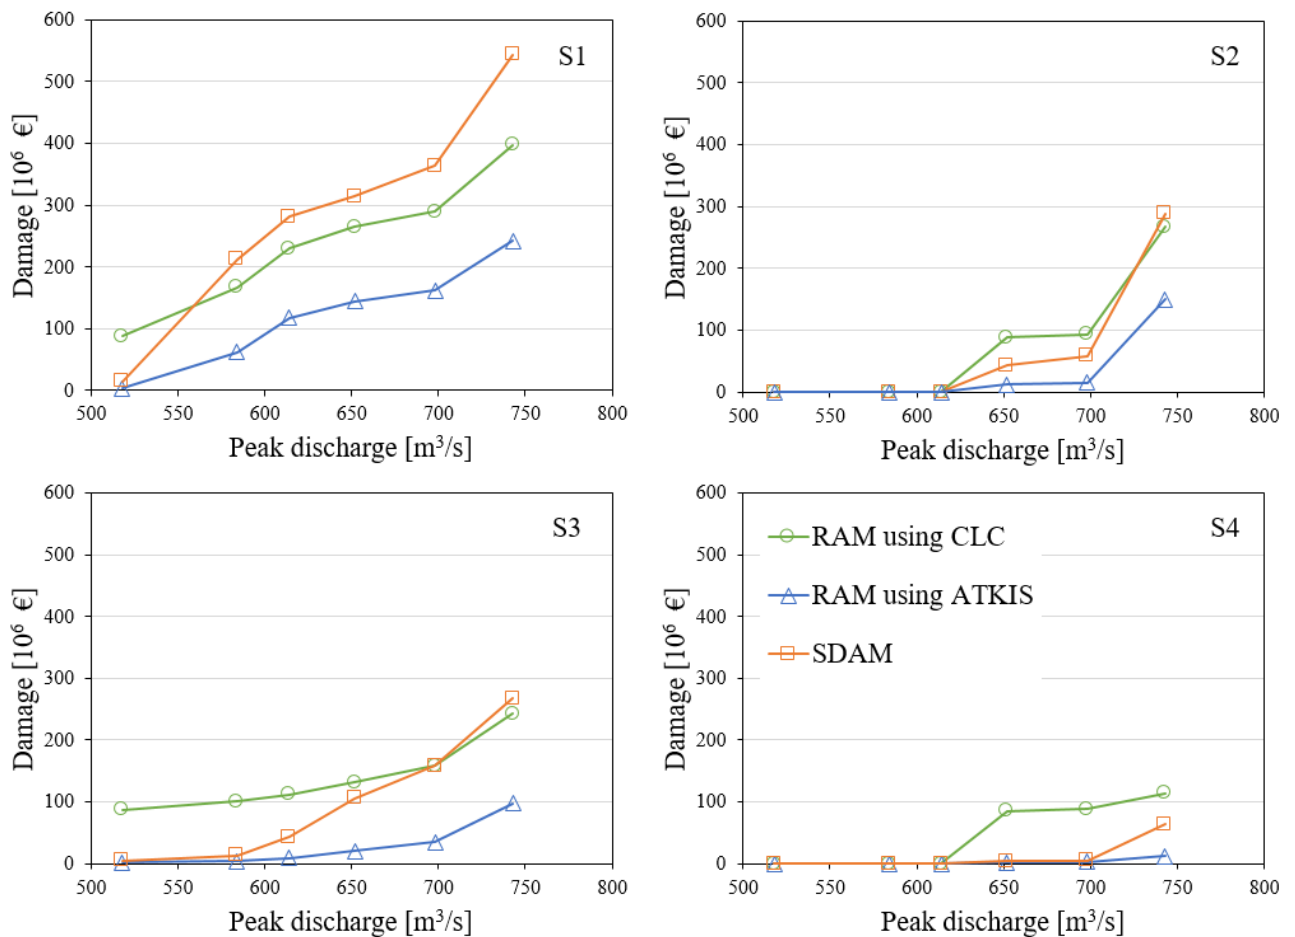 600
500
400
300
200
100
0
Damage [10⁶ €]
S1
500 550 600 650 700 750 800
Peak discharge [m³/s]
600
500
400
300
200
100
0
Damage [10⁶ €]
S2
500 550 600 650 700 750 800
Peak discharge [m³/s]
600
500
400
300
200
100
0
Damage [10⁶ €]
S3
500 550 600 650 700 750 800
Peak discharge [m³/s]
600
500
400
300
200
100
0
Damage [10⁶ €]
S4
RAM using CLC
RAM using ATKIS
SDAM
500 550 600 650 700 750 800
Peak discharge [m³/s]